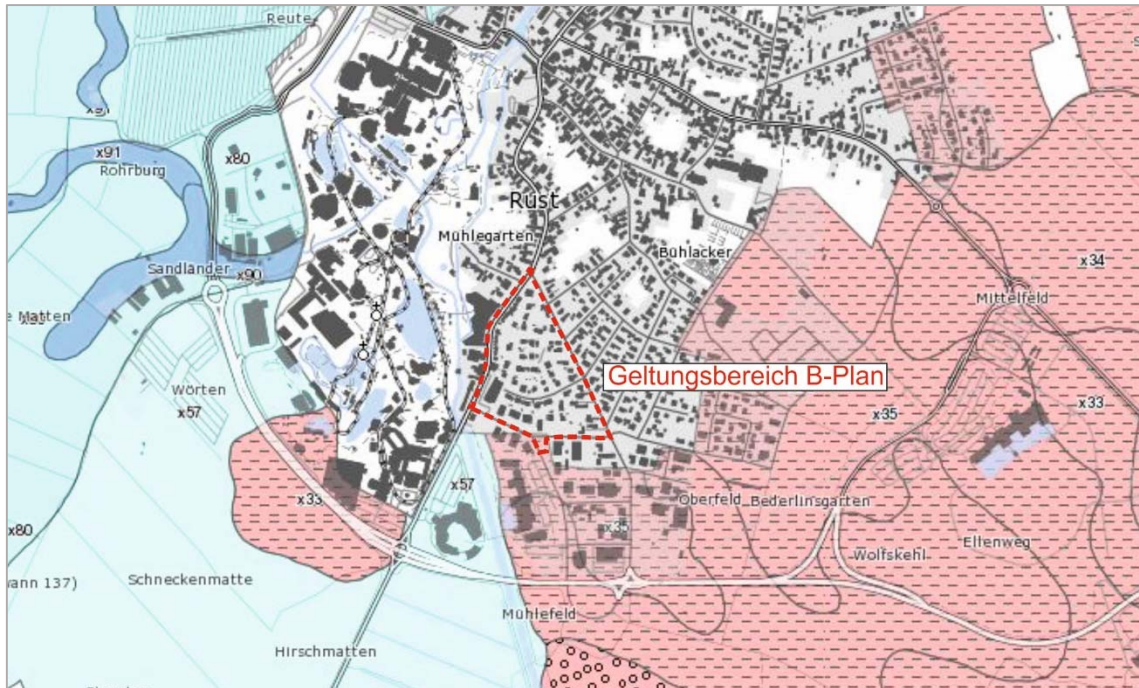 Reute
x91
Rohrburg
x80
Rust
Mühlegarten
Bühlacker
Sandländer
x90
x34
Mittelfeld
e Matten
Geltungsbereich B-Plan
Wörten
x57
x35
x33
x33
x57
Oberfeld
Bederlinsgarten
x80
x35
Wolfskehl
Ellenweg
Schneckenmatte
Mühlefeld
Hirschmatten